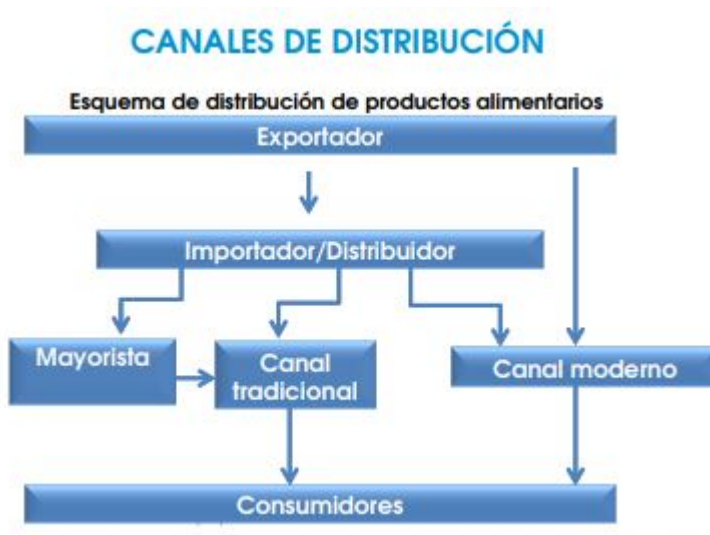 CANALES DE DISTRIBUCIÓN
Esquema de distribución de productos alimentarios
Exportador
Importador/Distribuidor
Mayorista
Canal
tradicional
Canal moderno
Consumidores